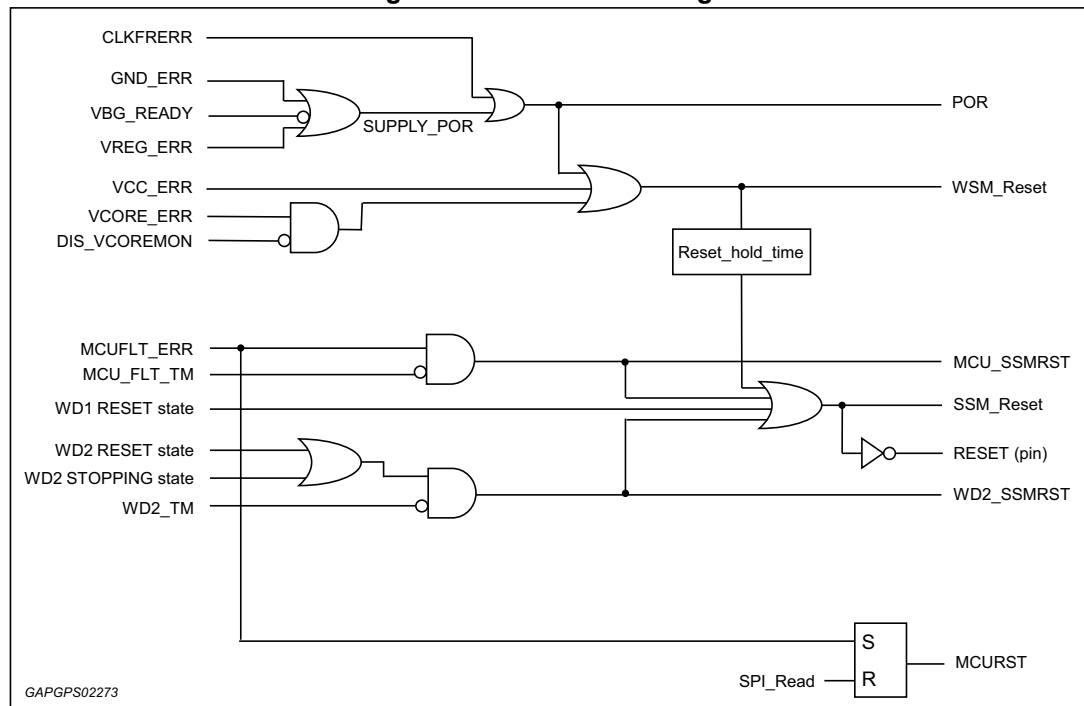 CLKFRERR
GND_ERR
VBG_READY
VREG_ERR
SUPPLY_POR
POR
VCC_ERR
VCORE_ERR
DIS_VCOREMON
WSM_Reset
Reset_hold_time
MCUFLT_ERR
MCU_FLT_TM
WD1 RESET state
WD2 RESET state
WD2 STOPPING state
WD2_TM
MCU_SSMRST
SSM_Reset
RESET (pin)
WD2_SSMRST
S
R
SPI_Read
MCURST
GAPGPS02273